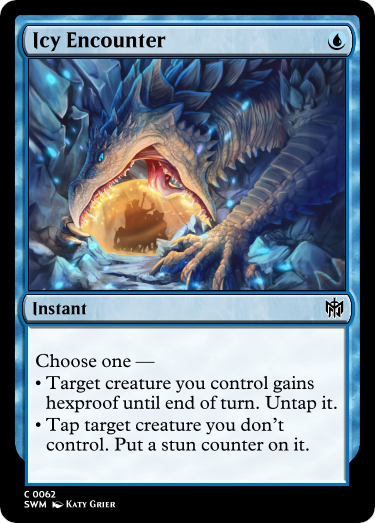 Icy Encounter
Instant
Choose one —
• Target creature you control gains
hexproof until end of turn. Untap it.
• Tap target creature you don't
control. Put a stun counter on it.
C 0062
SWM Katy Grier